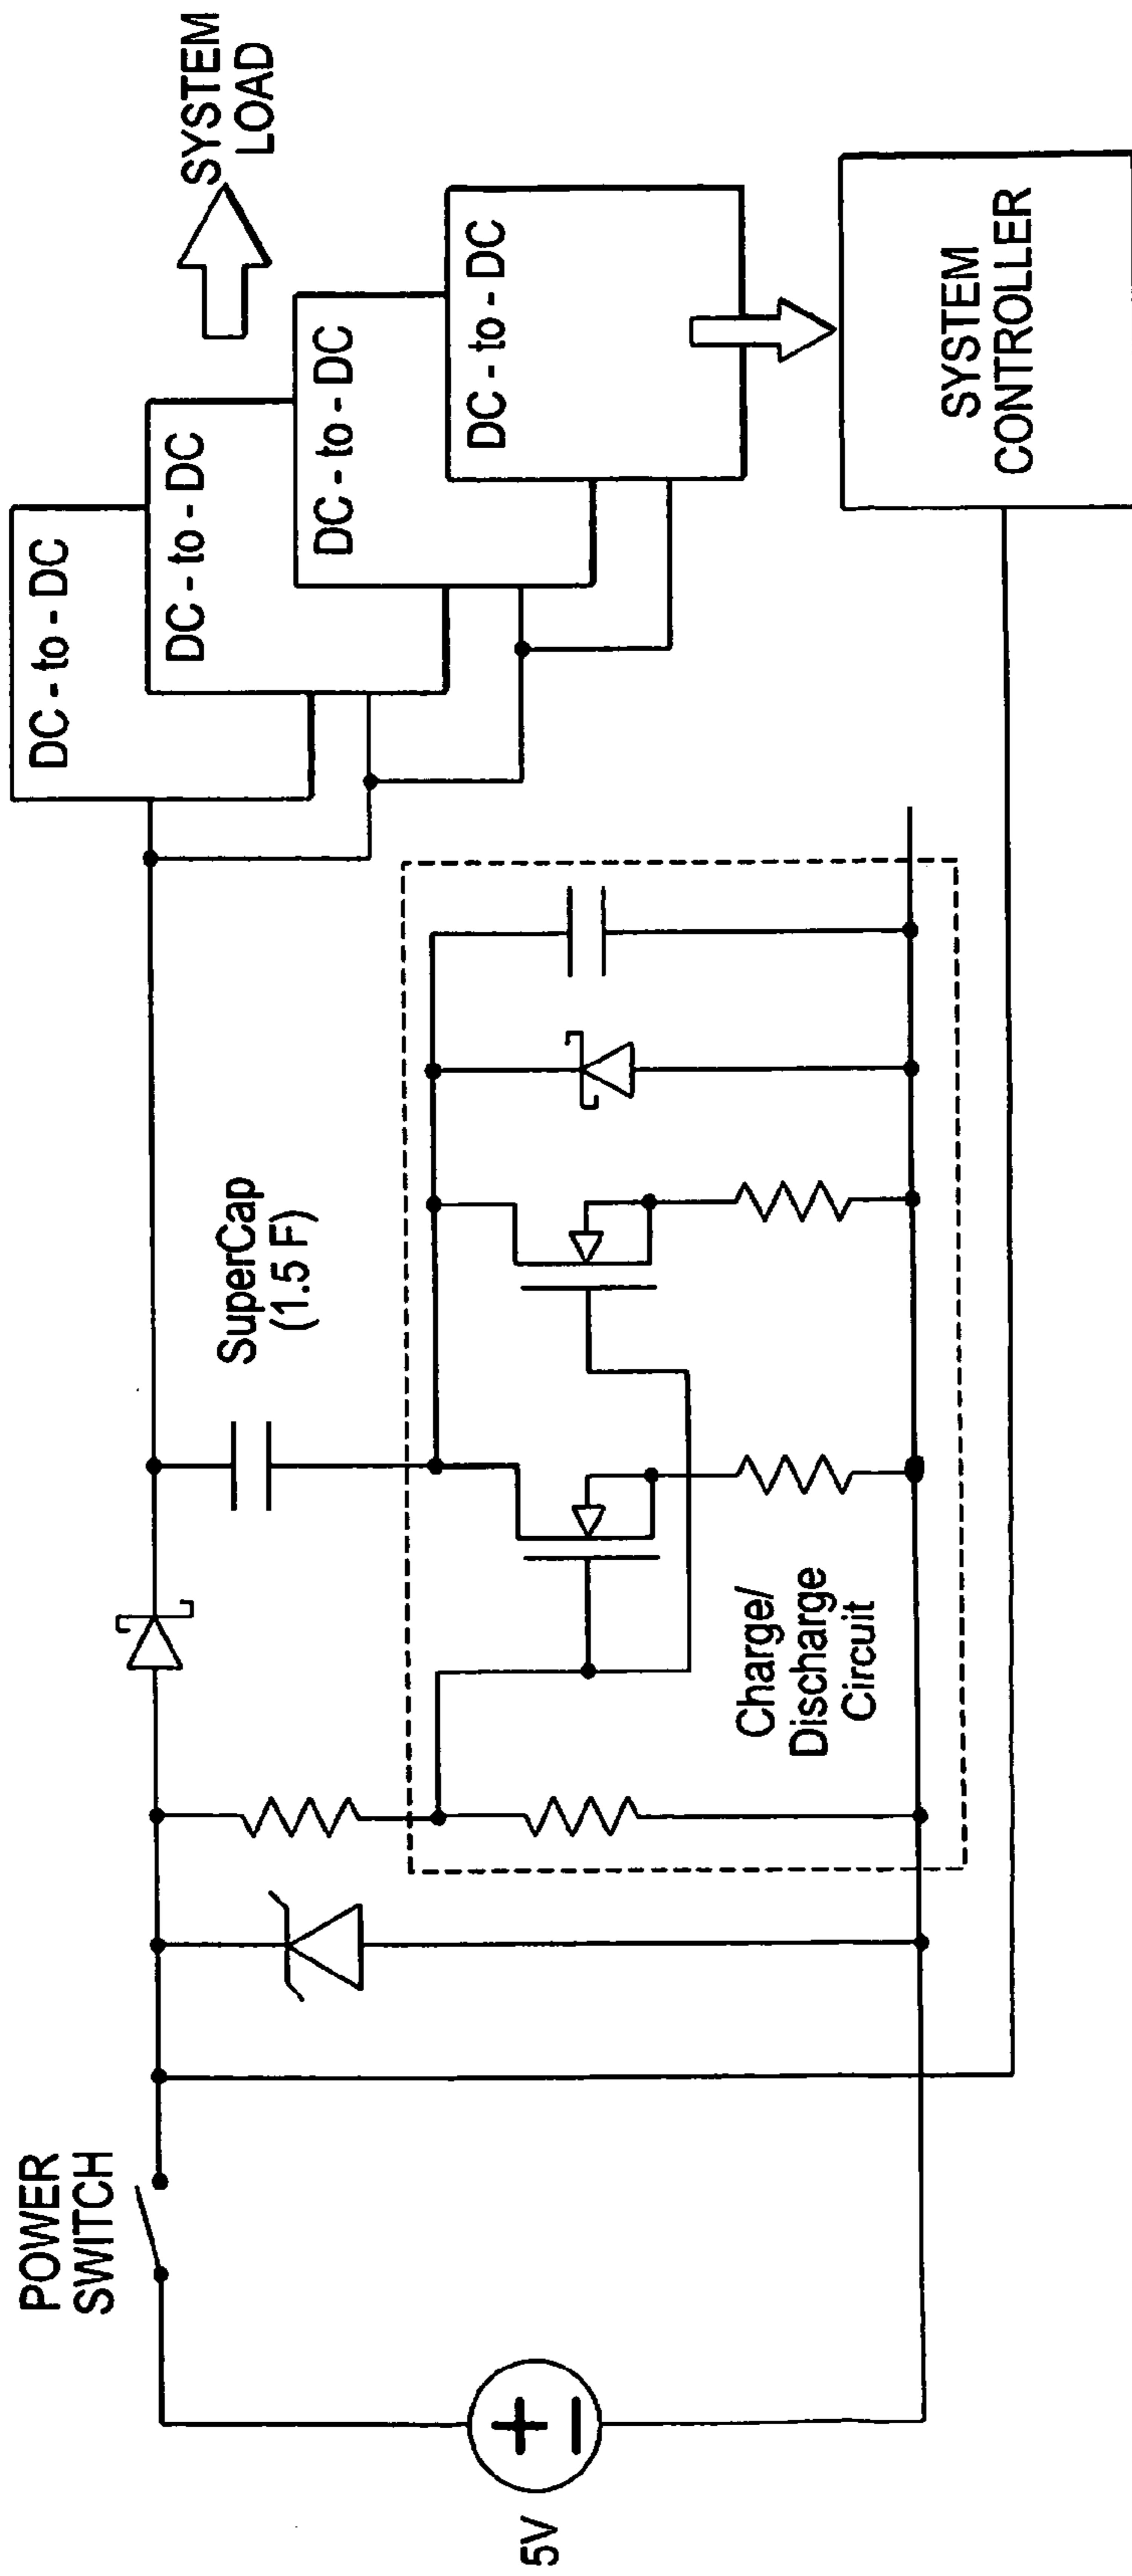 5V
POWER
SWITCH
SuperCap
(1.5 F)
Charge/
Discharge
Circuit
DC - to - DC
DC - to - DC
DC - to - DC
DC - to - DC
SYSTEM
LOAD
SYSTEM
CONTROLLER